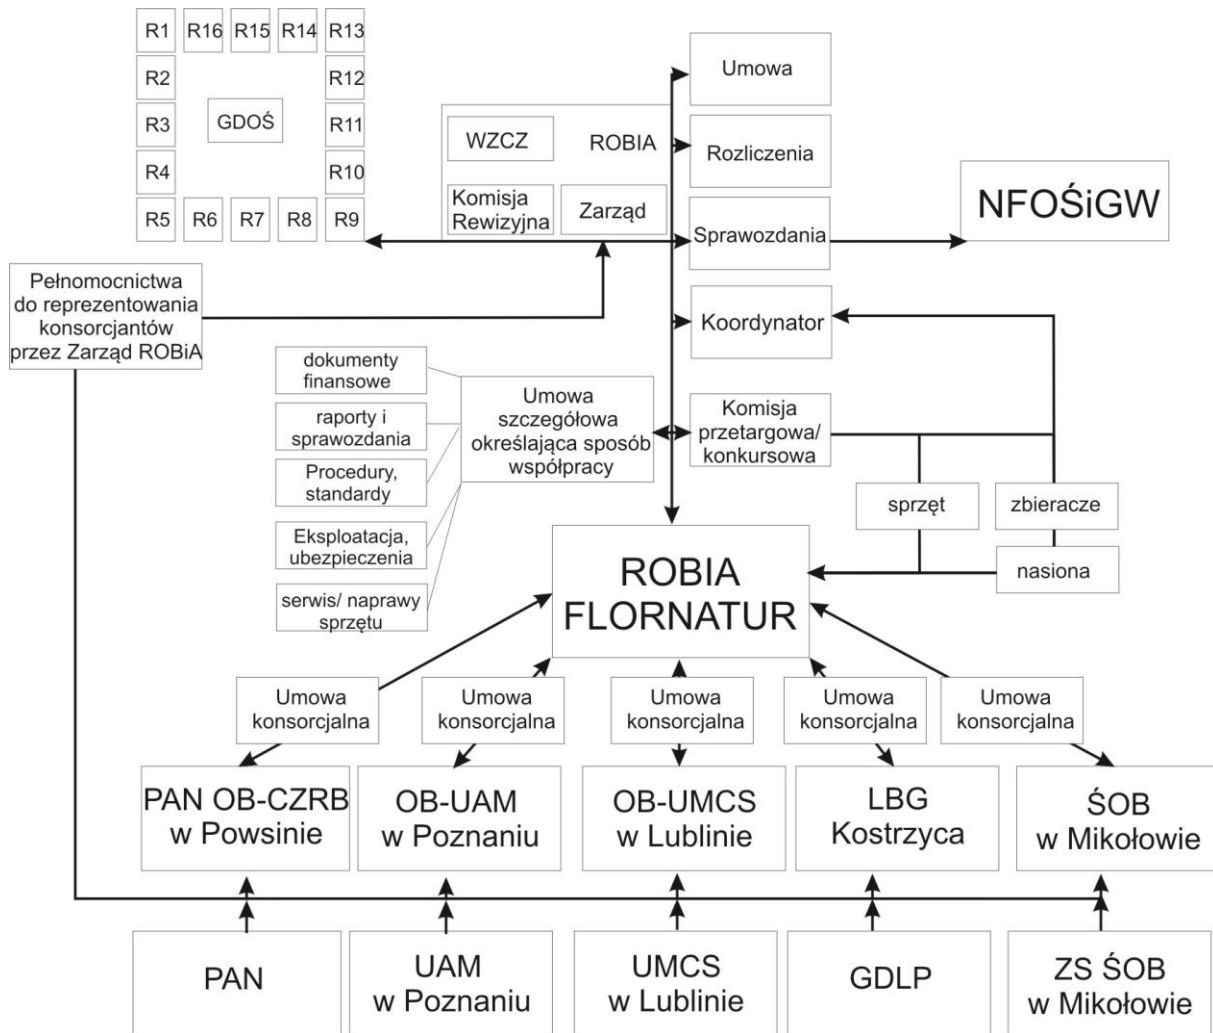 R1 R16 R15 R14 R13
R2
R12
R3
GDOŚ
R11
R4
R10
R5 R6 R7 R8 R9
WZCZ
ROBIA
Komisja
Rewizyjna
Zarząd
Umowa
Rozliczenia
Sprawozdania
NFOŚiGW
Koordynator
Pełnomocnictwa
do reprezentowania
konsorcjantów
przez Zarząd ROBiA
dokumenty
finansowe
raporty i
sprawozdania
Procedury,
standardy
Eksploatacja,
ubezpieczenia
serwis/ naprawy
sprzętu
Umowa
szczegółowa
określająca sposób
współpracy
Komisja
przetargowa/
konkursowa
sprzęt
zbieracze
nasiona
ROBIA
FLORNATUR
Umowa
konsorcjalna
Umowa
konsorcjalna
Umowa
konsorcjalna
Umowa
konsorcjalna
Umowa
konsorcjalna
PAN OB-CZRB
w Powsinie
OB-UAM
w Poznaniu
OB-UMCS
w Lublinie
LBG
Kostrzyca
ŚOB
w Mikołowie
PAN
UAM
w Poznaniu
UMCS
w Lublinie
GDLP
ZS ŚOB
w Mikołowie